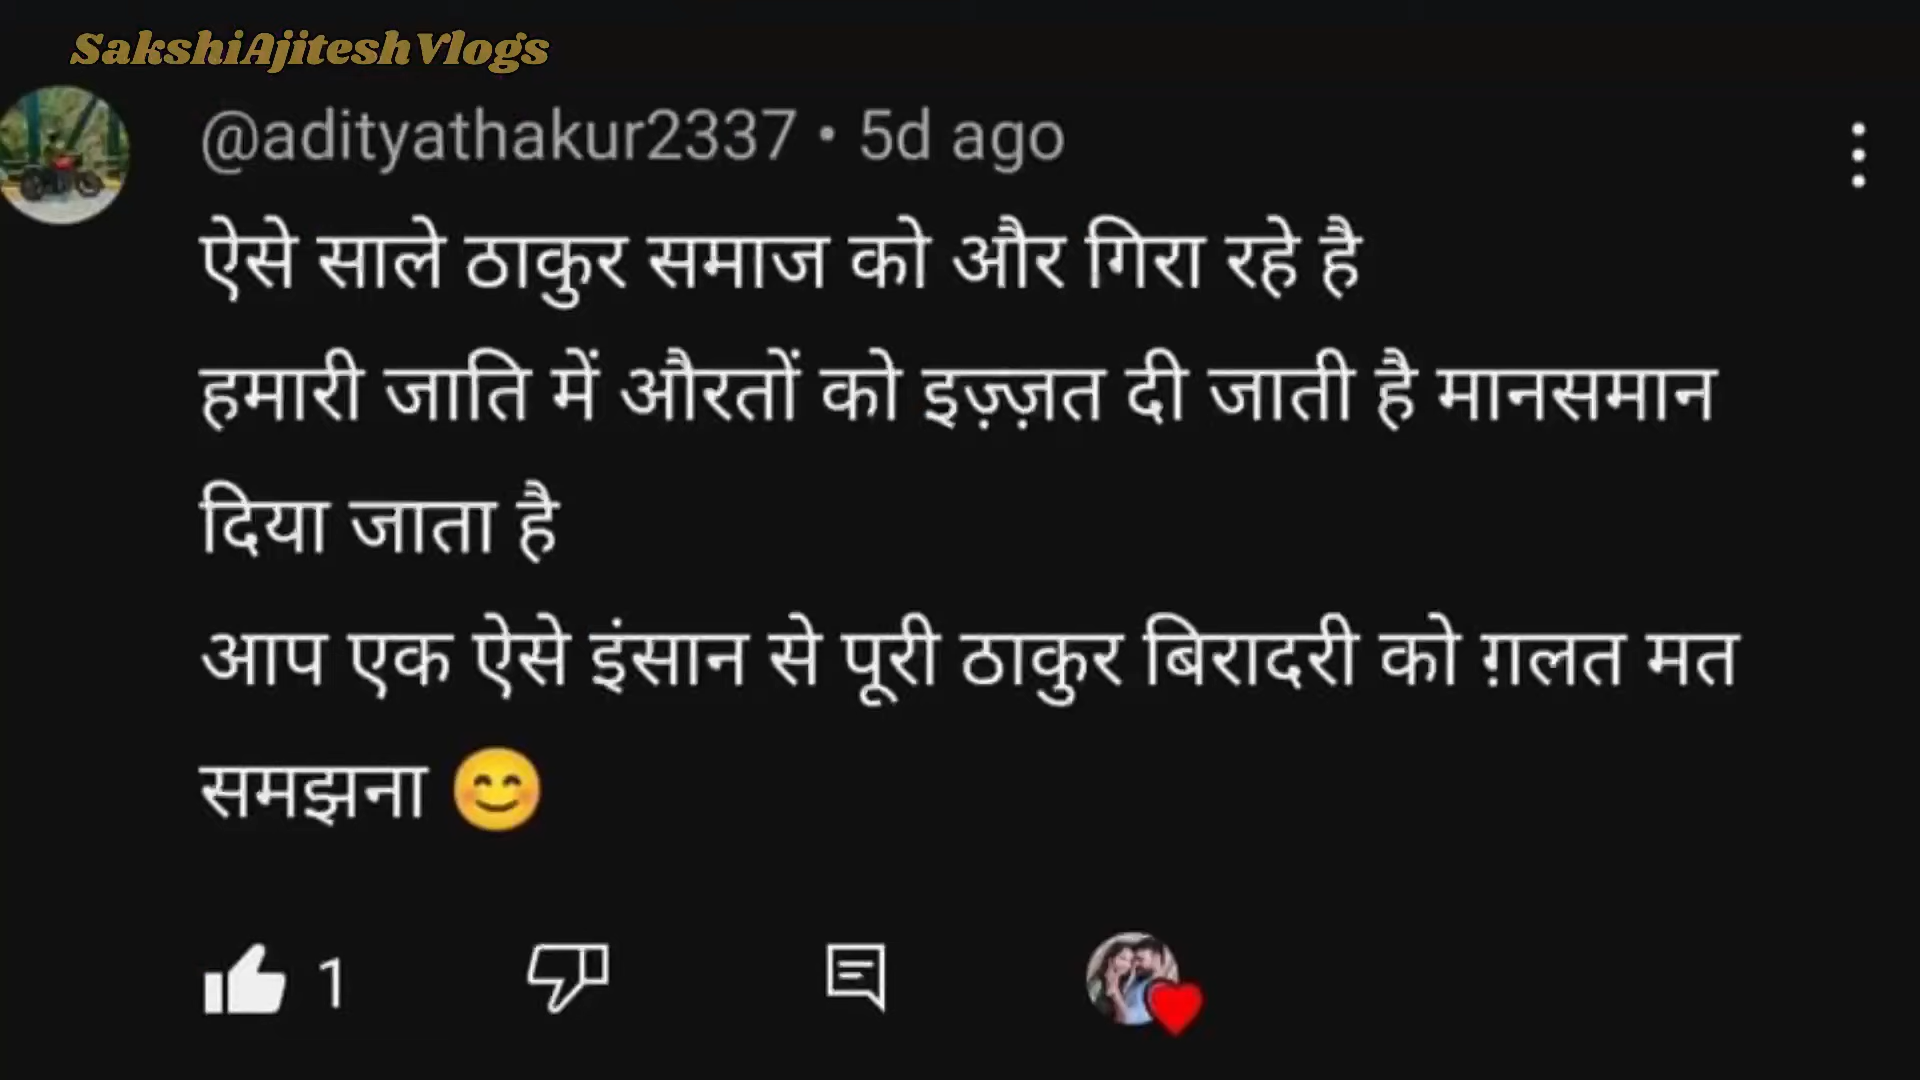 SakshiAjiteshVlogs
@adityathakur2337 • 5d ago
ऐसे साले ठाकुर समाज को और गिरा रहे है
हमारी जाति में औरतों को इज़्ज़त दी जाती है मानसमान
दिया जाता है
आप एक ऐसे इंसान से पूरी ठाकुर बिरादरी को ग़लत मत
समझना 😊
1